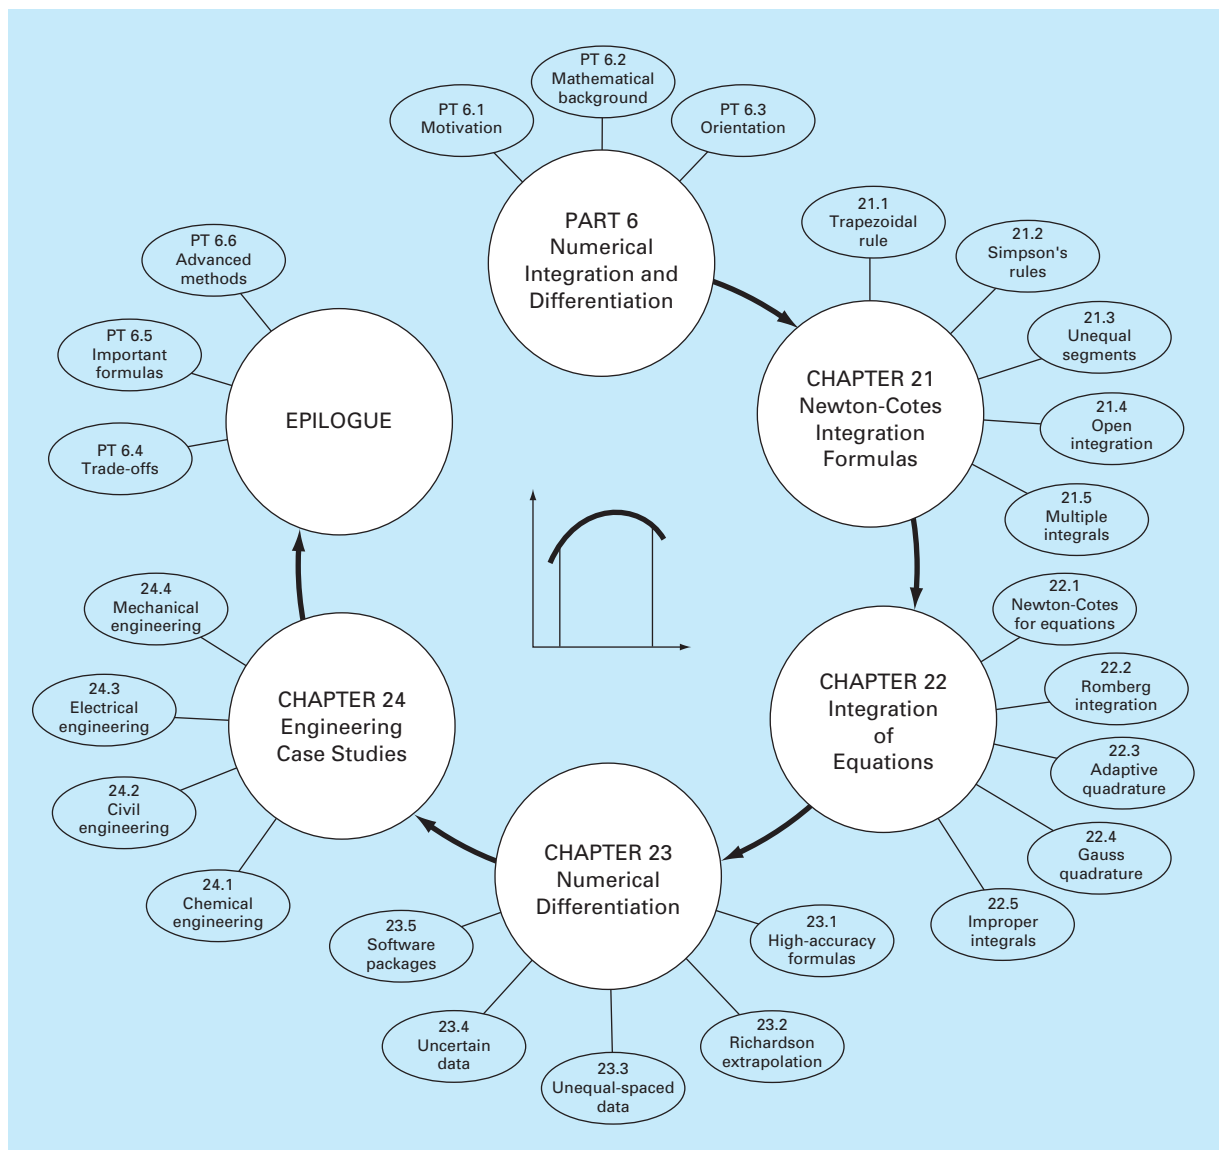 PT 6.1
Motivation
PT 6.2
Mathematical
background
PT 6.3
Orientation
PART 6
Numerical
Integration and
Differentiation
21.1
Trapezoidal
rule
21.2
Simpson's
rules
21.3
Unequal
segments
21.4
Open
integration
21.5
Multiple
integrals
CHAPTER 21
Newton-Cotes
Integration
Formulas
22.1
Newton-Cotes
for equations
22.2
Romberg
integration
22.3
Adaptive
quadrature
22.4
Gauss
quadrature
22.5
Improper
integrals
CHAPTER 22
Integration
of
Equations
23.1
High-accuracy
formulas
23.2
Richardson
extrapolation
23.3
Unequal-spaced
data
23.4
Uncertain
data
23.5
Software
packages
CHAPTER 23
Numerical
Differentiation
24.1
Chemical
engineering
24.2
Civil
engineering
24.3
Electrical
engineering
24.4
Mechanical
engineering
CHAPTER 24
Engineering
Case Studies
PT 6.4
Trade-offs
PT 6.5
Important
formulas
PT 6.6
Advanced
methods
EPILOGUE